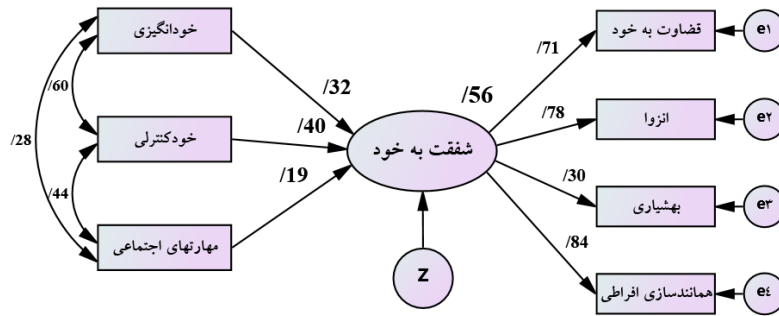 خودانگیزی
خودکنترلی
مهارتهای اجتماعی
/60
/28
/44
/32
/40
/19
/56
شفقت به خود
Z
/71
/78
/30
/84
قضاوت به خود
انزوا
بهشیاری
همانندسازی افراطی
e۱
e۲
e۳
e٤